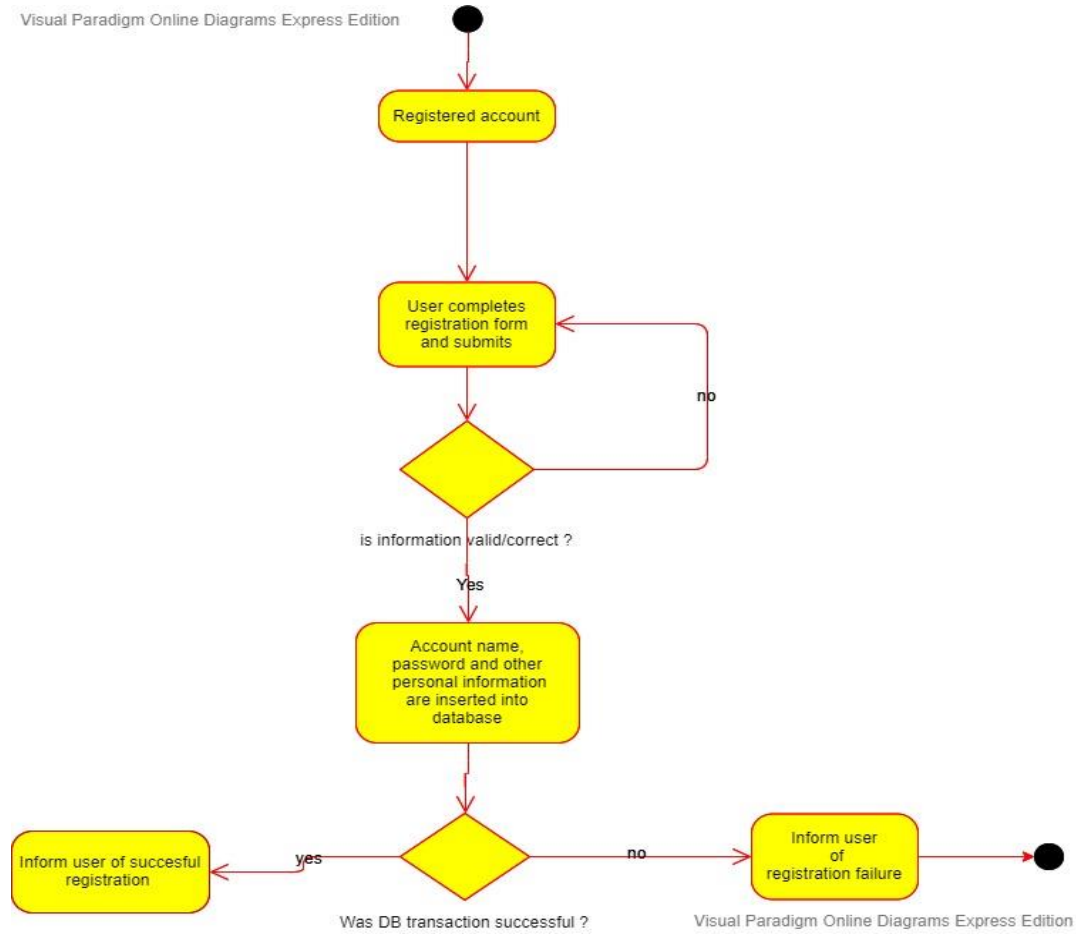 Visual Paradigm Online Diagrams Express Edition
Registered account
User completes
registration form
and submits
no
is information valid/correct ?
Yes
Account name,
password and other
personal information
are inserted into
database
Inform user of succesful
registration
yes
no
Inform user
of
registration failure
Was DB transaction successful ?
Visual Paradigm Online Diagrams Express Edition